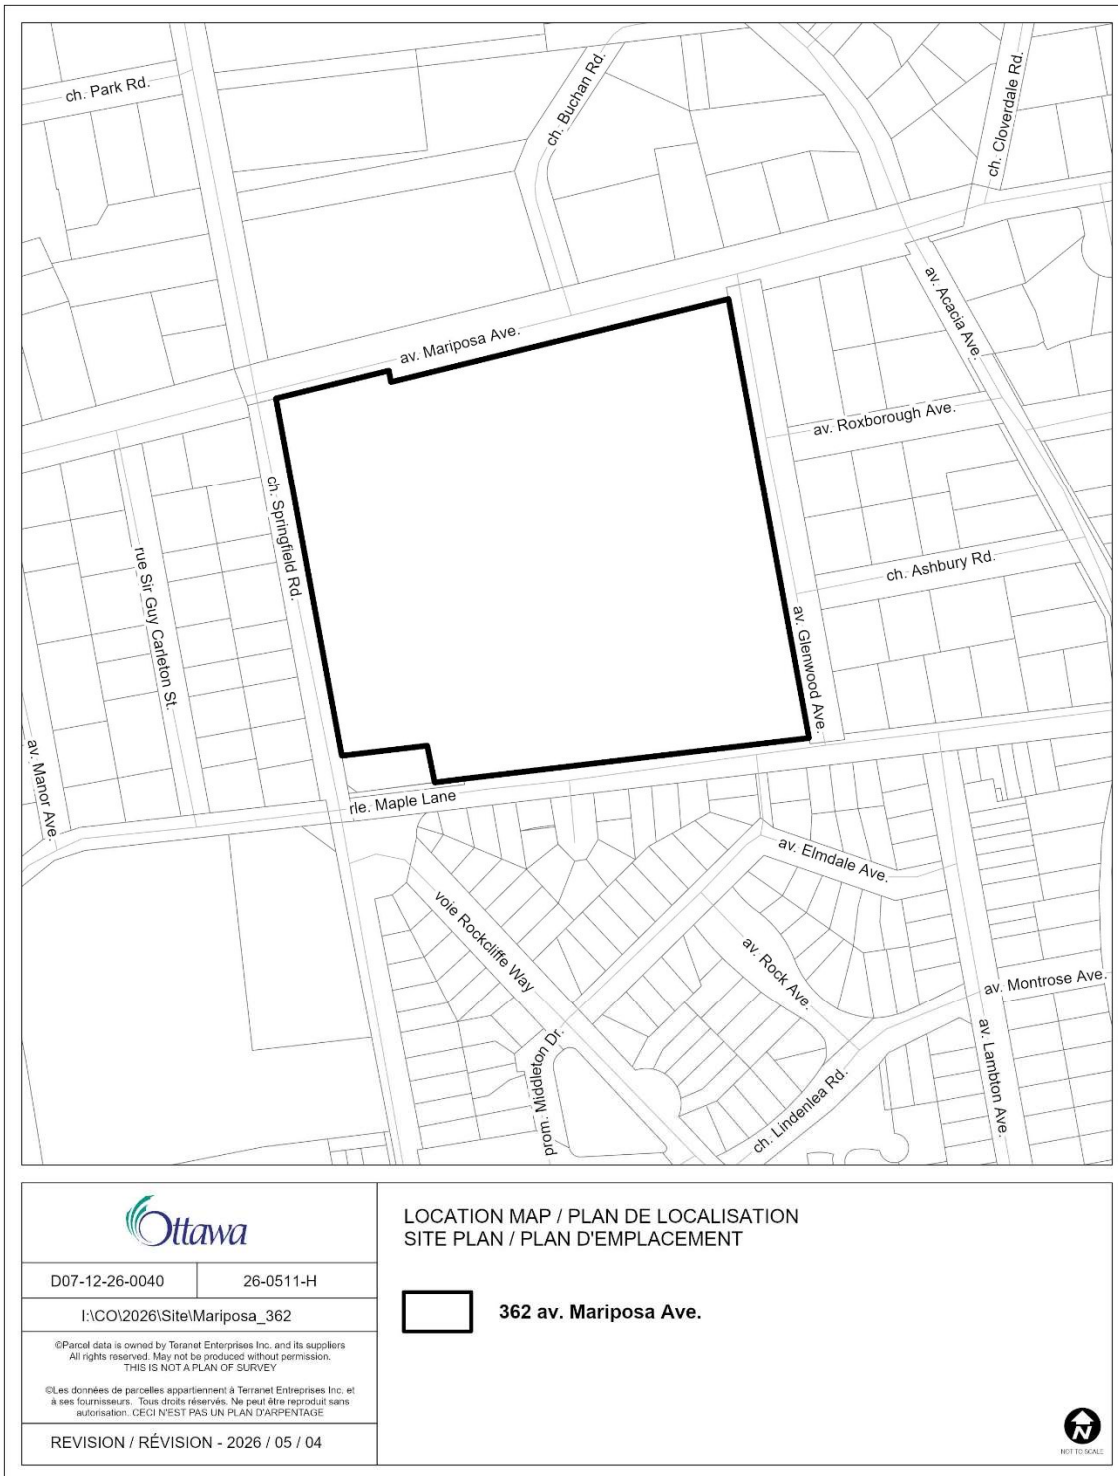 ch. Park Rd.
ch. Buchan Rd.
ch. Cloverdale Rd.
av. Acacia Ave.
av. Mariposa Ave.
av. Roxborough Ave.
ch. Springfield Rd.
rue Sir Guy Carleton St.
ch. Ashbury Rd.
av. Glenwood Ave.
av. Manor Ave.
rle. Maple Lane
av. Elmdale Ave.
voie Rockcliffe Way
av. Rock Ave.
av. Montrose Ave.
prom. Middleton Dr.
ch. Lindenlea Rd.
av. Lambton Ave.
Ottawa
D07-12-26-0040
26-0511-H
I:\CO\2026\Site\Mariposa_362
©Parcel data is owned by Teranet Enterprises Inc. and its suppliers
All rights reserved. May not be produced without permission.
THIS IS NOT A PLAN OF SURVEY
©Les données de parcelles appartiennent à Terranet Entreprises Inc. et
à ses fournisseurs. Tous droits réservés. Ne peut être reproduit sans
autorisation. CECI N'EST PAS UN PLAN D'ARPENTAGE
REVISION / RÉVISION - 2026 / 05 / 04
LOCATION MAP / PLAN DE LOCALISATION
SITE PLAN / PLAN D'EMPLACEMENT
362 av. Mariposa Ave.
N
NOT TO SCALE